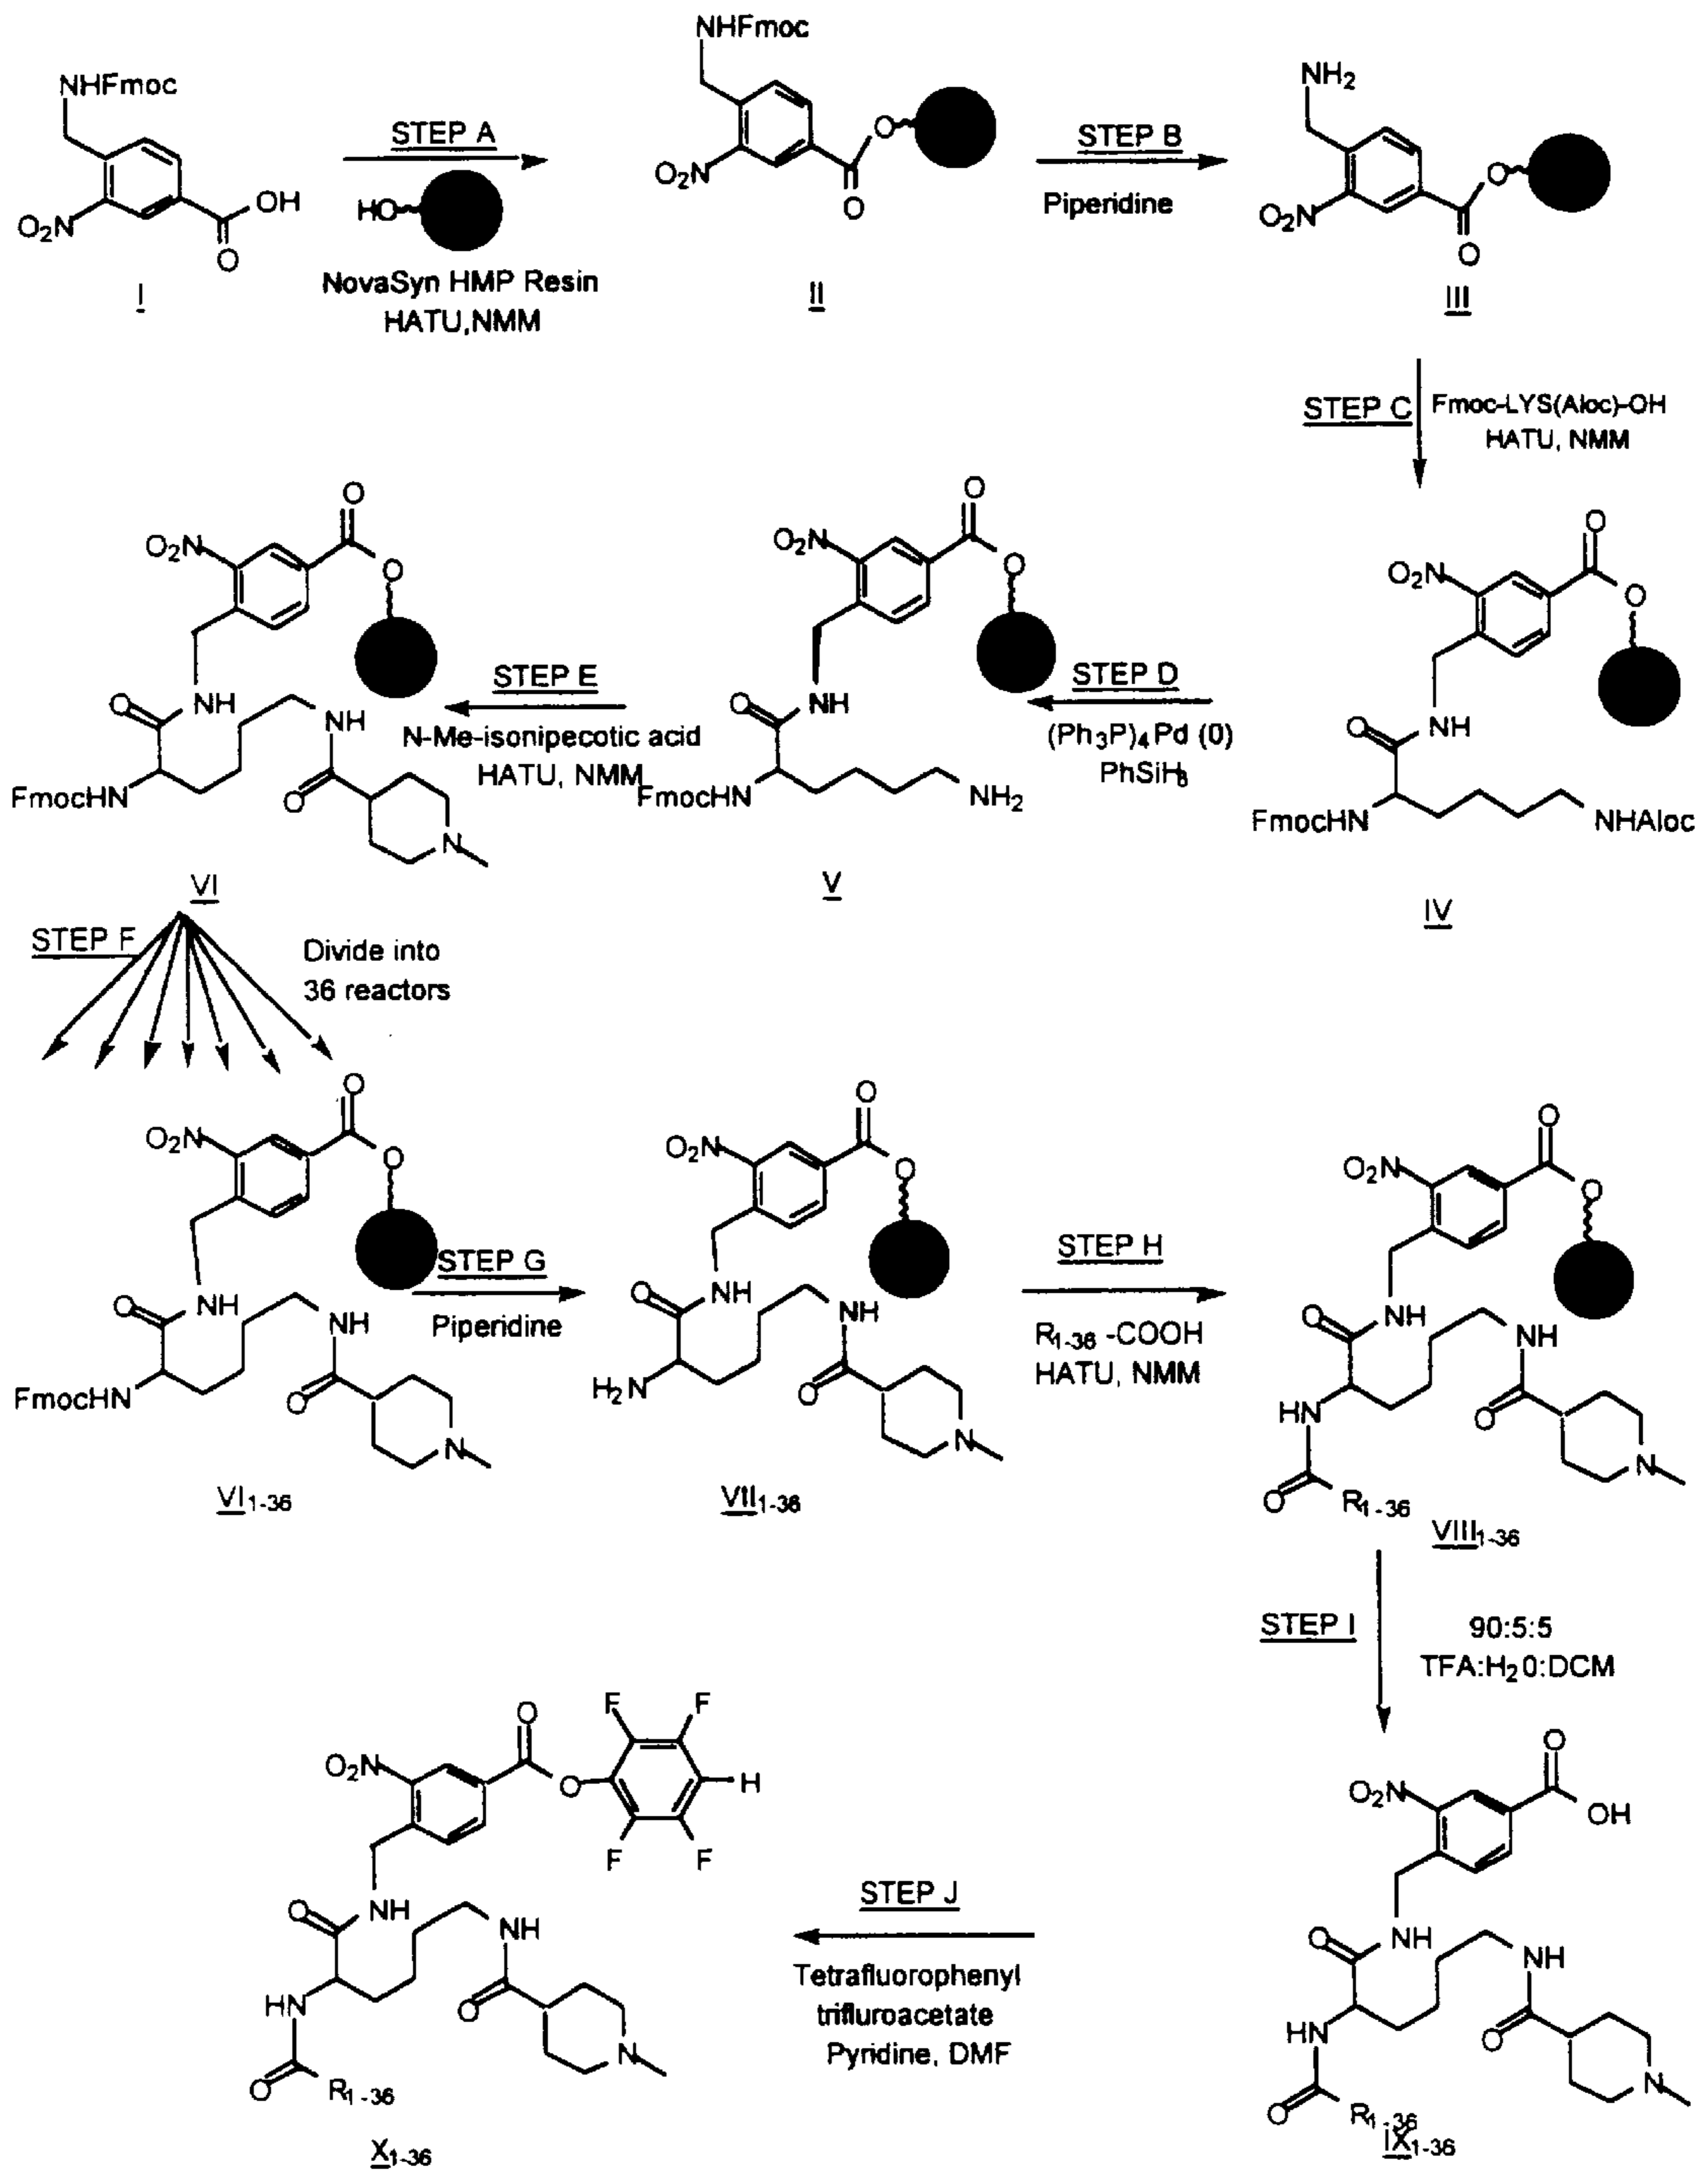 NHFmoc
O₂N
OH
O
I
STEP A
HO
NovaSyn HMP Resin
HATU,NMM
NHFmoc
O₂N
O
O
II
STEP B
Piperidine
NH₂
O₂N
O
O
III
STEP C
Fmoc-LYS(Aloc)-OH
HATU, NMM
O
O₂N
O
O
NH
FmocHN
NHAloc
IV
STEP D
(Ph₃P)₄Pd (0)
PhSiH₃
O
O₂N
O
O
NH
FmocHN
NH₂
V
STEP E
N-Me-isonipecotic acid
HATU, NMM
O
O₂N
O
O
NH
NH
FmocHN
O
N
VI
STEP F
Divide into
36 reactors
O
O₂N
O
O
NH
NH
FmocHN
O
N
VI₁₋₃₆
STEP G
Piperidine
O
O₂N
O
O
NH
NH
H₂N
O
N
VII₁₋₃₆
STEP H
R₁₋₃₆ -COOH
HATU, NMM
O
O₂N
O
O
NH
NH
HN
O
N
O
R₁₋₃₆
VIII₁₋₃₆
STEP I
90:5:5
TFA:H₂0:DCM
O
O₂N
OH
O
NH
NH
HN
O
N
O
R₁₋₃₆
IX₁₋₃₆
STEP J
Tetrafluorophenyl
trifluroacetate
Pyridine, DMF
F
F
O
O₂N
O
H
F
F
O
NH
NH
HN
O
N
O
R₁₋₃₆
X₁₋₃₆